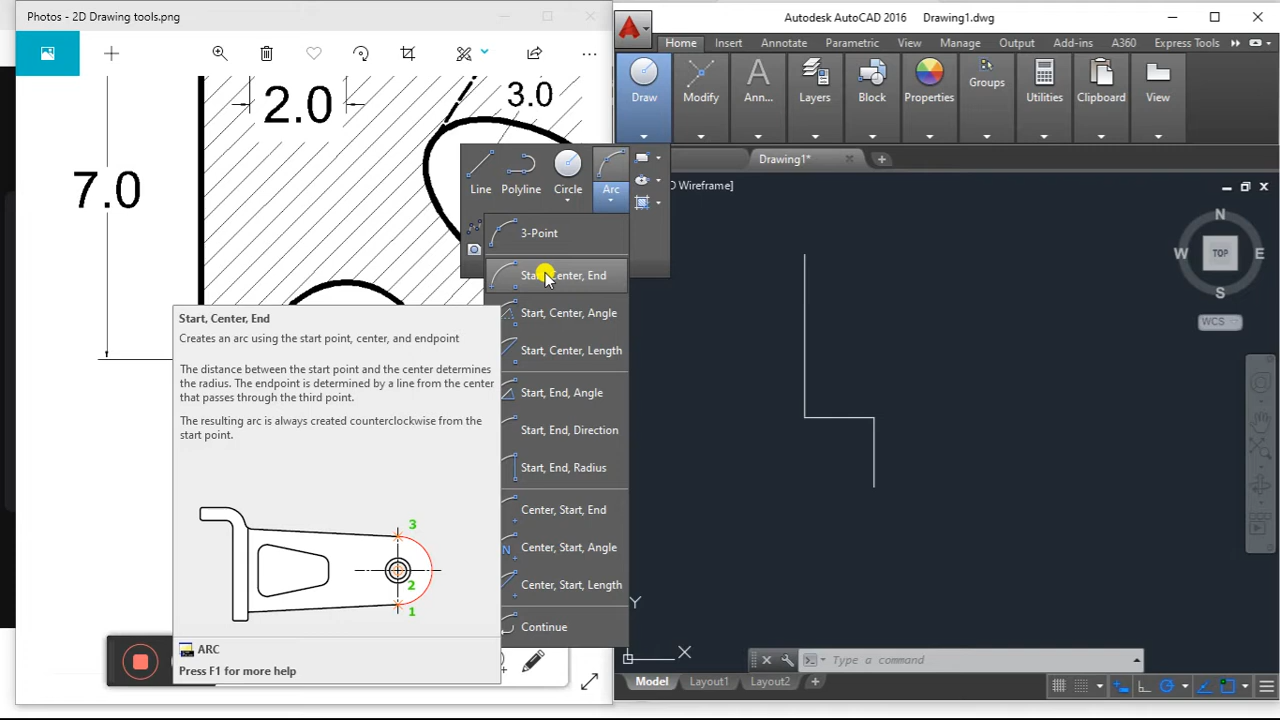 Photos - 2D Drawing tools.png
Autodesk AutoCAD 2016 Drawing1.dwg
Home Insert Annotate Parametric View Manage Output Add-ins A360 Express Tools
Draw Modify Ann... Layers Block Properties Groups Utilities Clipboard View
2.0
3.0
7.0
Drawing1*
D Wireframe]
Line Polyline Circle Arc
3-Point
Start, Center, End
Start, Center, Angle
Start, Center, Length
Start, End, Angle
Start, End, Direction
Start, End, Radius
Center, Start, End
Center, Start, Angle
Center, Start, Length
Continue
Start, Center, End
Creates an arc using the start point, center, and endpoint
The distance between the start point and the center determines
the radius. The endpoint is determined by a line from the center
that passes through the third point.
The resulting arc is always created counterclockwise from the
start point.
3
2
1
ARC
Press F1 for more help
N
W TOP E
S
WCS
Y
X
Type a command
Model Layout1 Layout2